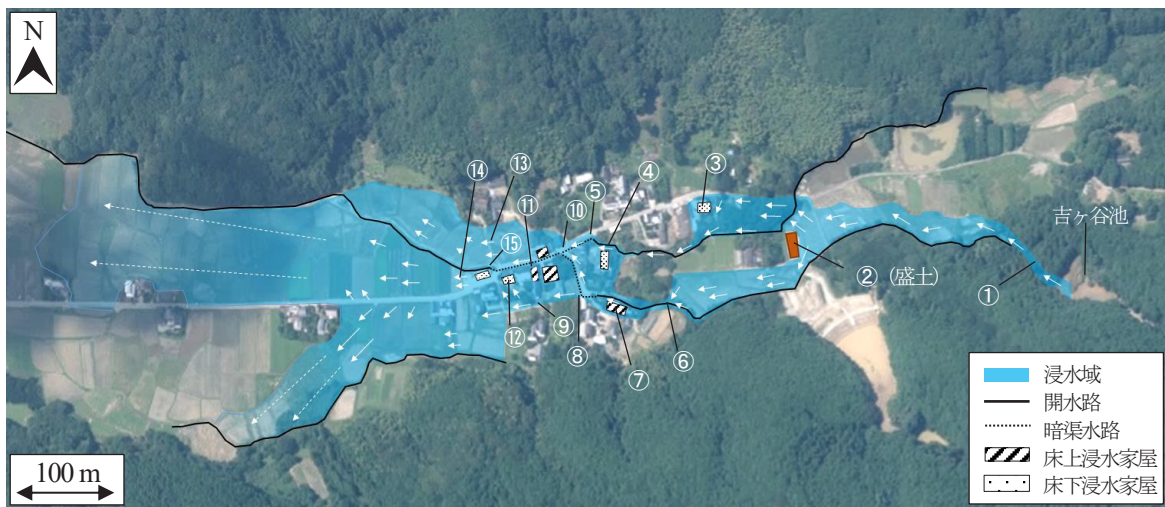 N
③
④
⑤
⑩
⑬
⑭
⑪
⑮
吉ヶ谷池
② (盛土)
①
⑫
⑨
⑧
⑦
⑥
浸水域
開水路
暗渠水路
床上浸水家屋
床下浸水家屋
100 m